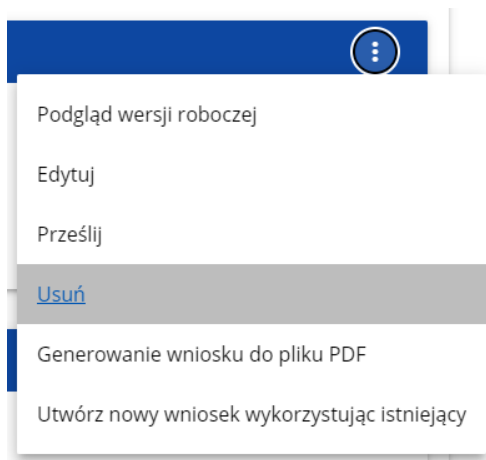 Podgląd wersji roboczej
Edytuj
Prześlij
Usuń
Generowanie wniosku do pliku PDF
Utwórz nowy wniosek wykorzystując istniejący